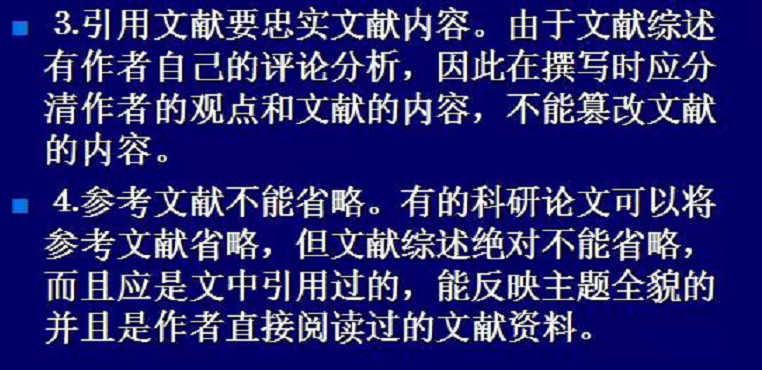 3.引用文献要忠实文献内容。由于文献综述
有作者自己的评论分析，因此在撰写时应分
清作者的观点和文献的内容，不能篡改文献
的内容。
4.参考文献不能省略。有的科研论文可以将
参考文献省略，但文献综述绝对不能省略，
而且应是文中引用过的，能反映主题全貌的
并且是作者直接阅读过的文献资料。